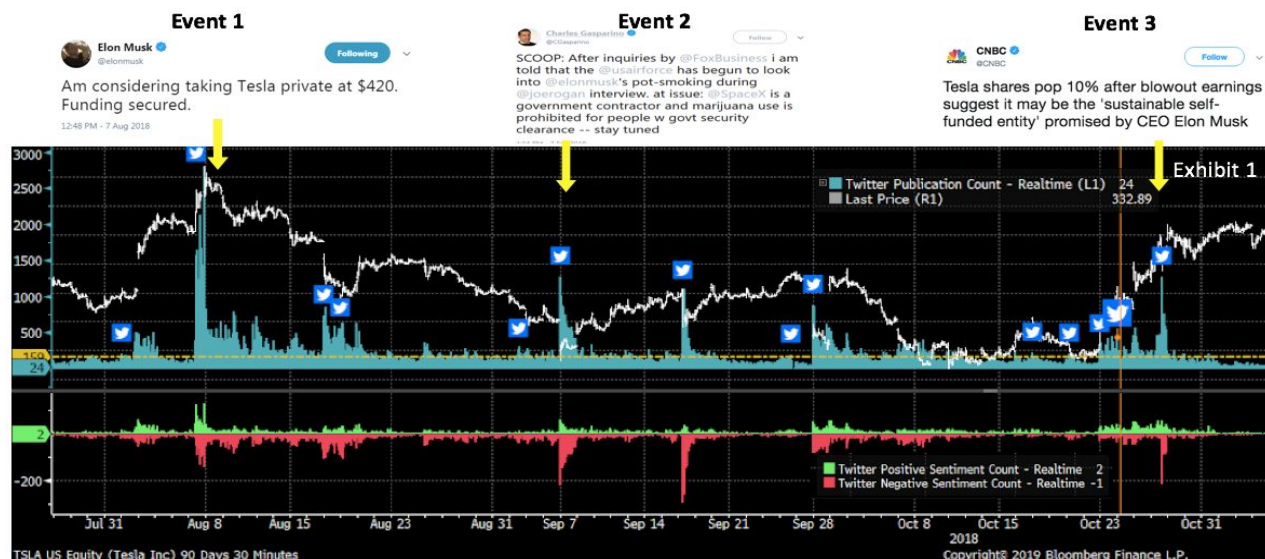 Event 1
Event 2
Event 3
Elon Musk
@elonmusk
Following
Am considering taking Tesla private at $420.
Funding secured.
12:48 PM - 7 Aug 2018
Charles Gasparino
@CGasparino
Follow
SCOOP: After inquiries by @FoxBusiness i am
told that the @usairforce has begun to look
into @elonmusk's pot-smoking during
@joerogan interview. at issue: @SpaceX is a
government contractor and marijuana use is
prohibited for people w govt security
clearance -- stay tuned
CNBC
@CNBC
Follow
Tesla shares pop 10% after blowout earnings
suggest it may be the 'sustainable self-
funded entity' promised by CEO Elon Musk
Exhibit 1
Twitter Publication Count - Realtime (L1) 24
Last Price (R1) 332.89
3000
2500
2000
1500
1000
500
159
24
2
-200
Twitter Positive Sentiment Count - Realtime 2
Twitter Negative Sentiment Count - Realtime -1
Jul 31 Aug 8 Aug 15 Aug 23 Aug 31 Sep 7 Sep 14 Sep 28 Oct 8 Oct 15 Oct 23 Oct 31
2018
TSLA US Equity (Tesla Inc) 90 Days 30 Minutes
Copyright© 2019 Bloomberg Finance L.P.